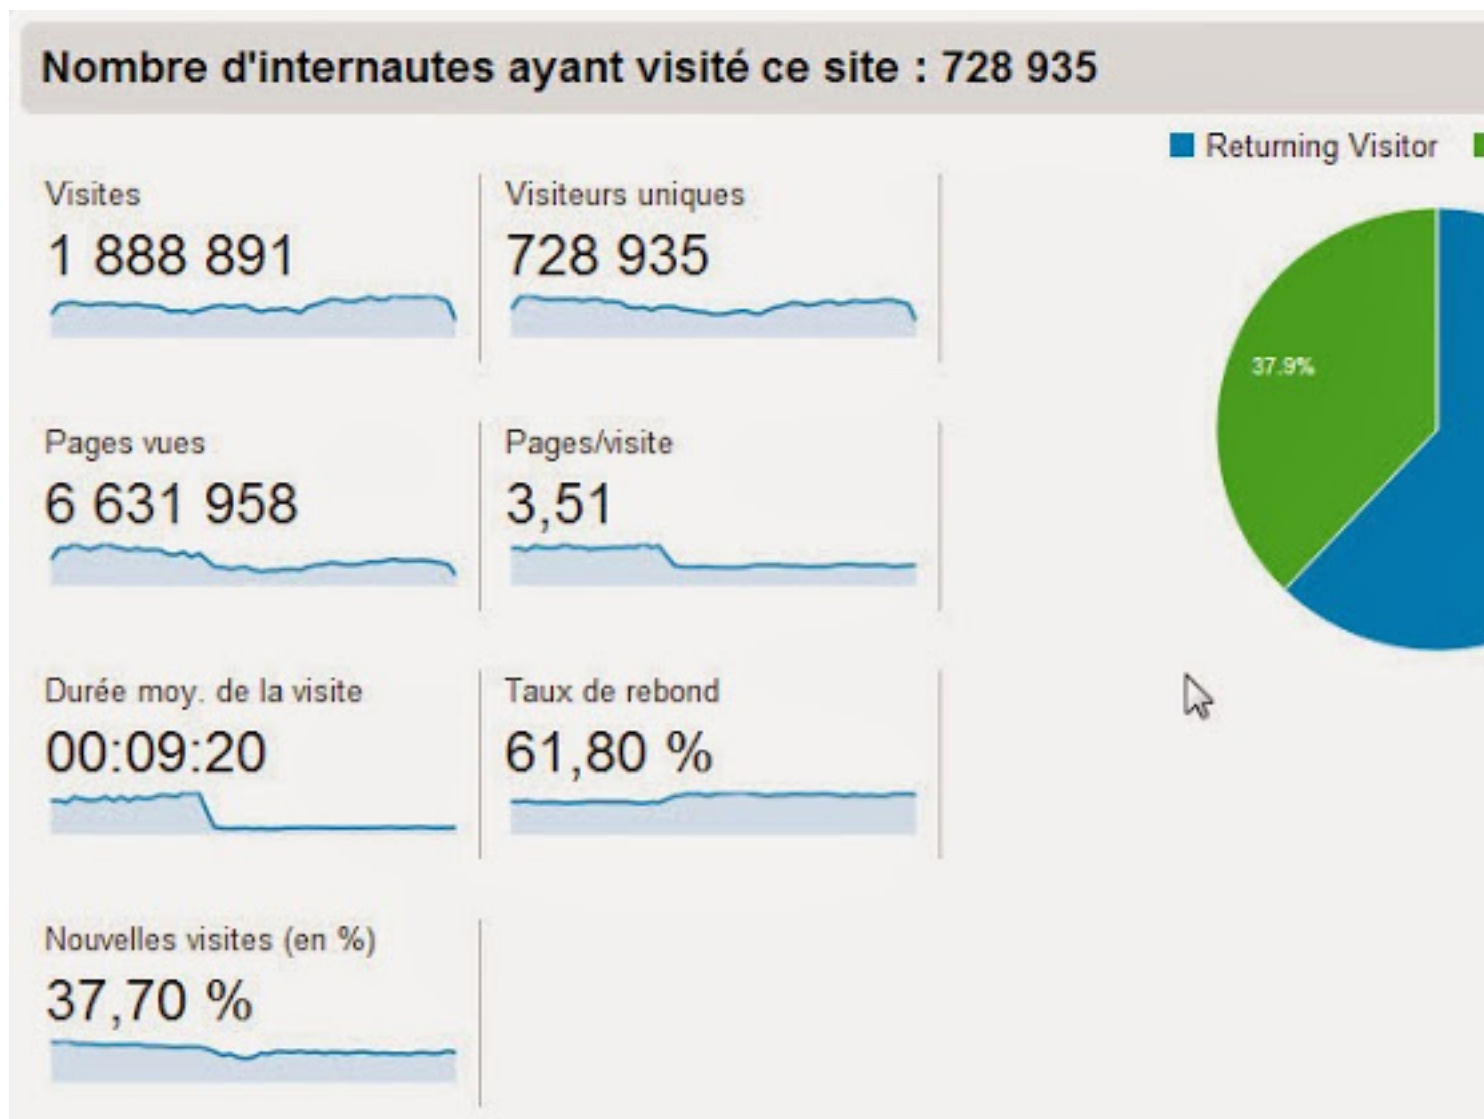 Nombre d'internautes ayant visité ce site : 728 935
Returning Visitor
Visites
1 888 891
Visiteurs uniques
728 935
37.9%
Pages vues
6 631 958
Pages/visite
3,51
Durée moy. de la visite
00:09:20
Taux de rebond
61,80 %
Nouvelles visites (en %)
37,70 %